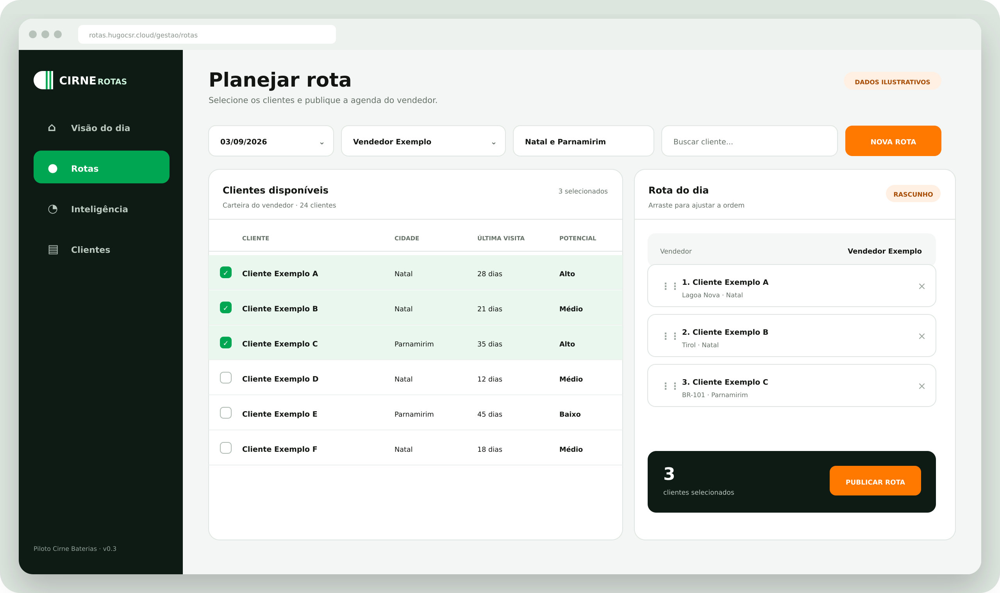 rotas.hugocsr.cloud/gestao/rotas
CIRNE ROTAS
Visão do dia
Rotas
Inteligência
Clientes
Piloto Cirne Baterias · v0.3
Planejar rota
DADOS ILUSTRATIVOS
Selecione os clientes e publique a agenda do vendedor.
03/09/2026
Vendedor Exemplo
Natal e Parnamirim
Buscar cliente...
NOVA ROTA
Clientes disponíveis
3 selecionados
Carteira do vendedor · 24 clientes
CLIENTE CIDADE ÚLTIMA VISITA POTENCIAL
Cliente Exemplo A Natal 28 dias Alto
Cliente Exemplo B Natal 21 dias Médio
Cliente Exemplo C Parnamirim 35 dias Alto
Cliente Exemplo D Natal 12 dias Médio
Cliente Exemplo E Parnamirim 45 dias Baixo
Cliente Exemplo F Natal 18 dias Médio
Rota do dia
RASCUNHO
Arraste para ajustar a ordem
Vendedor Vendedor Exemplo
1. Cliente Exemplo A
Lagoa Nova · Natal
2. Cliente Exemplo B
Tirol · Natal
3. Cliente Exemplo C
BR-101 · Parnamirim
3
clientes selecionados
PUBLICAR ROTA